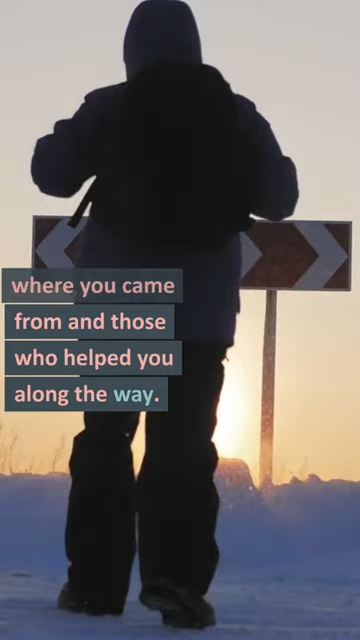 where you came
from and those
who helped you
along the way.